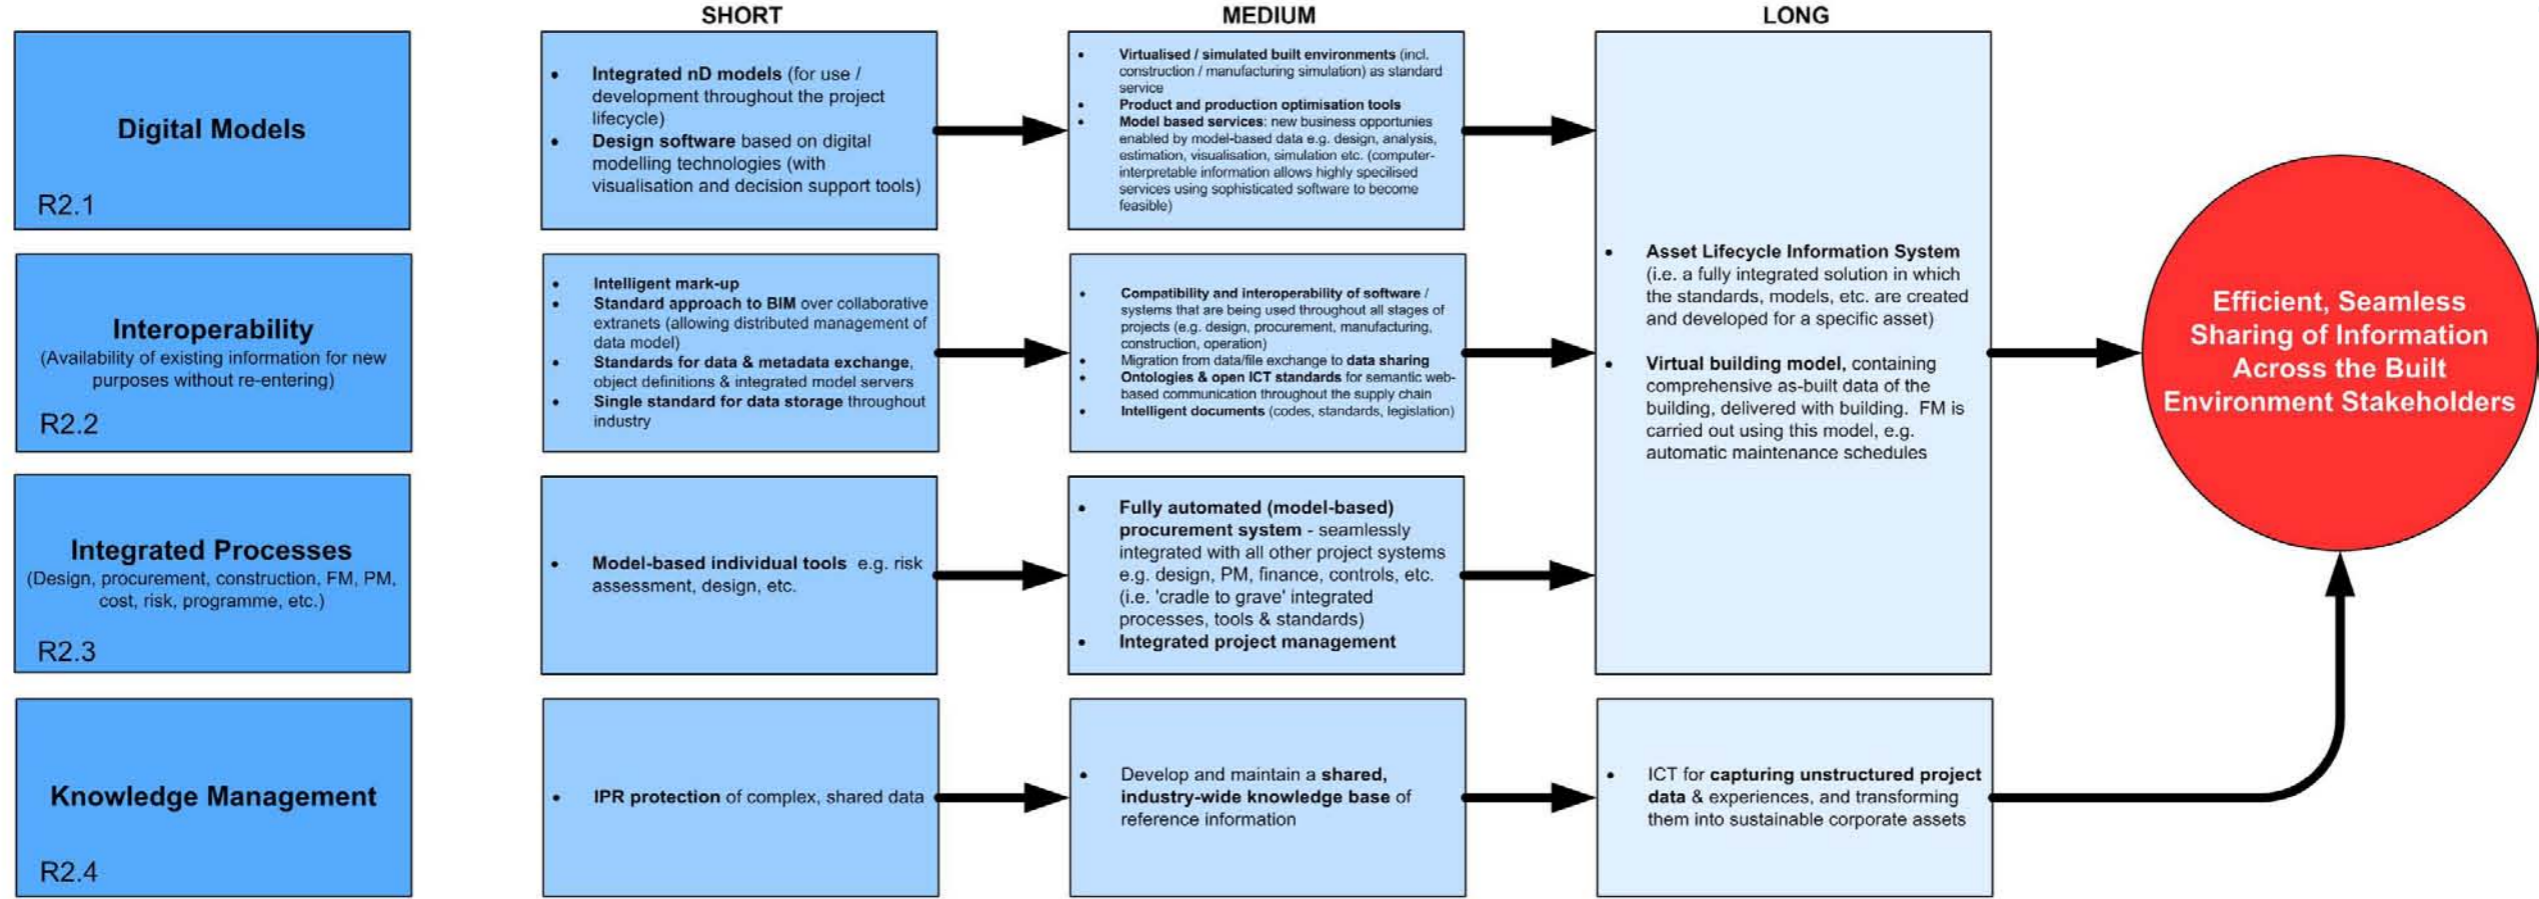 SHORT
MEDIUM
LONG
Digital Models
R2.1
• Integrated nD models (for use /
development throughout the project
lifecycle)
• Design software based on digital
modelling technologies (with
visualisation and decision support tools)
• Virtualised / simulated built environments (incl.
construction / manufacturing simulation) as standard
service
• Product and production optimisation tools
• Model based services: new business opportunies
enabled by model-based data e.g. design, analysis,
estimation, visualisation, simulation etc. (computer-
interpretable information allows highly specilised
services using sophisticated software to become
feasible)
Interoperability
(Availability of existing information for new
purposes without re-entering)
R2.2
• Intelligent mark-up
• Standard approach to BIM over collaborative
extranets (allowing distributed management of
data model)
• Standards for data & metadata exchange,
object definitions & integrated model servers
• Single standard for data storage throughout
industry
• Compatibility and interoperability of software /
systems that are being used throughout all stages of
projects (e.g. design, procurement, manufacturing,
construction, operation)
• Migration from data/file exchange to data sharing
• Ontologies & open ICT standards for semantic web-
based communication throughout the supply chain
• Intelligent documents (codes, standards, legislation)
Integrated Processes
(Design, procurement, construction, FM, PM,
cost, risk, programme, etc.)
R2.3
• Model-based individual tools e.g. risk
assessment, design, etc.
• Fully automated (model-based)
procurement system - seamlessly
integrated with all other project systems
e.g. design, PM, finance, controls, etc.
(i.e. 'cradle to grave' integrated
processes, tools & standards)
• Integrated project management
• Asset Lifecycle Information System
(i.e. a fully integrated solution in which
the standards, models, etc. are created
and developed for a specific asset)
• Virtual building model, containing
comprehensive as-built data of the
building, delivered with building. FM is
carried out using this model, e.g.
automatic maintenance schedules
Knowledge Management
R2.4
• IPR protection of complex, shared data
• Develop and maintain a shared,
industry-wide knowledge base of
reference information
• ICT for capturing unstructured project
data & experiences, and transforming
them into sustainable corporate assets
Efficient, Seamless
Sharing of Information
Across the Built
Environment Stakeholders